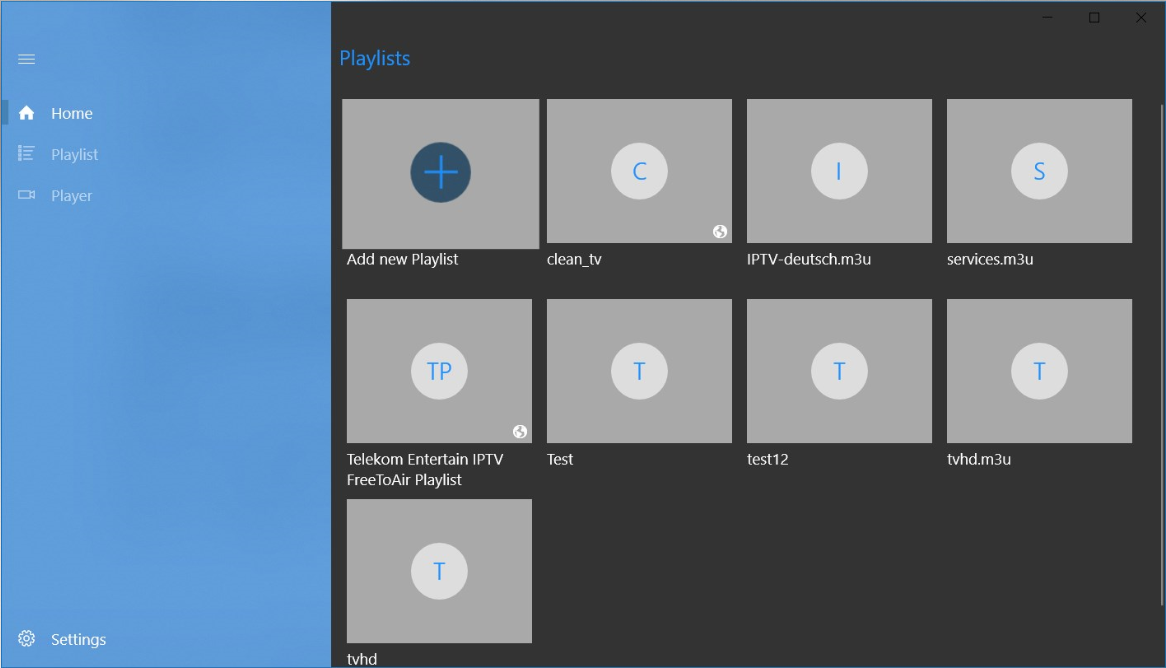 Playlists
Home
Playlist
Player
Settings
C
I
S
Add new Playlist
clean_tv
IPTV-deutsch.m3u
services.m3u
TP
T
T
T
Telekom Entertain IPTV
FreeToAir Playlist
Test
test12
tvhd.m3u
T
tvhd